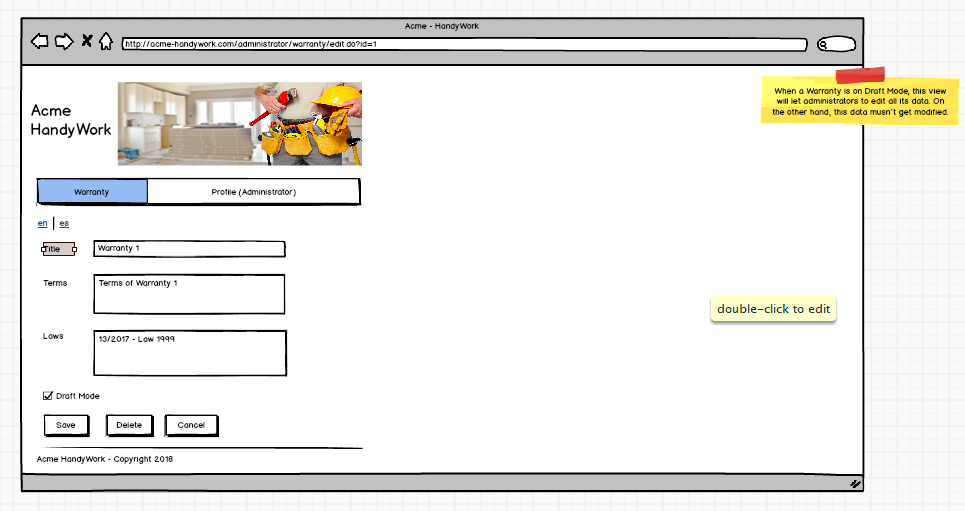 Acme - HandyWork
http://acme-handywork.com/administrator/warranty/edit.do?id=1
When a Warranty is on Draft Mode, this view
will let administrators to edit all its data. On
the other hand, this data musn't get modified.
Acme
HandyWork
Warranty
Profile (Administrator)
en | es
Title
Warranty 1
Terms
Terms of Warranty 1
double-click to edit
Laws
13/2017 - Law 1999
Draft Mode
Save
Delete
Cancel
Acme HandyWork - Copyright 2018